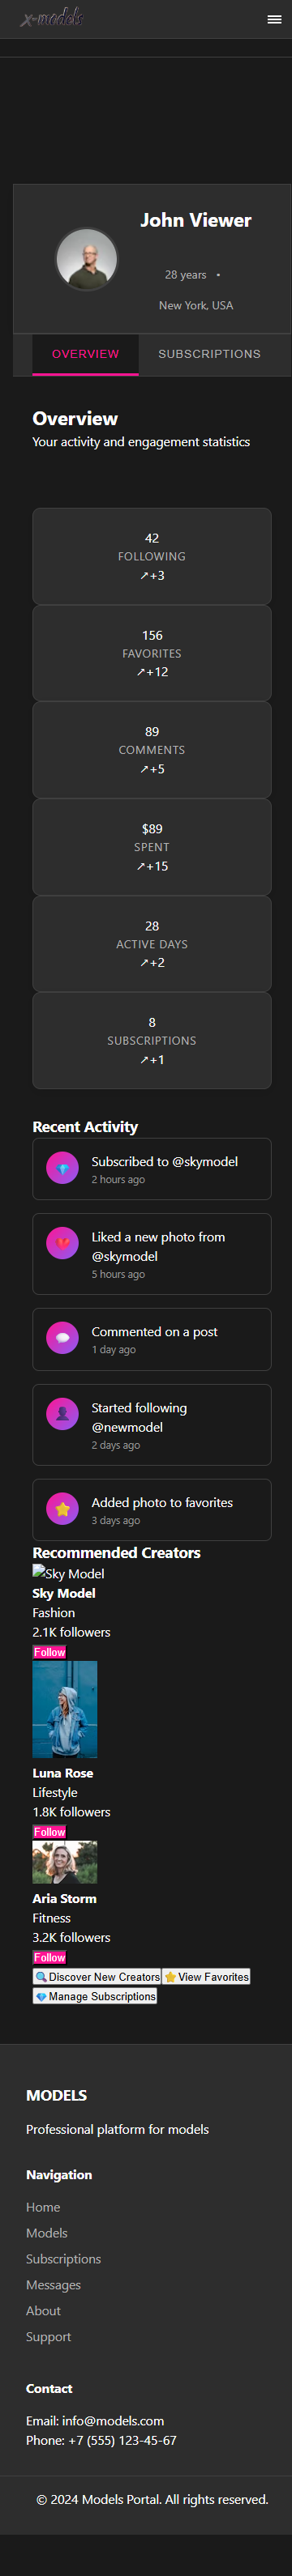 x-models
John Viewer
28 years •
New York, USA
OVERVIEW SUBSCRIPTIONS
Overview
Your activity and engagement statistics
42
FOLLOWING
↗+3
156
FAVORITES
↗+12
89
COMMENTS
↗+5
$89
SPENT
↗+15
28
ACTIVE DAYS
↗+2
8
SUBSCRIPTIONS
↗+1
Recent Activity
Subscribed to @skymodel
2 hours ago
Liked a new photo from
@skymodel
5 hours ago
Commented on a post
1 day ago
Started following
@newmodel
2 days ago
Added photo to favorites
3 days ago
Recommended Creators
Sky Model
Sky Model
Fashion
2.1K followers
Follow
Luna Rose
Lifestyle
1.8K followers
Follow
Aria Storm
Fitness
3.2K followers
Follow
Discover New Creators View Favorites
Manage Subscriptions
MODELS
Professional platform for models
Navigation
Home
Models
Subscriptions
Messages
About
Support
Contact
Email: info@models.com
Phone: +7 (555) 123-45-67
© 2024 Models Portal. All rights reserved.